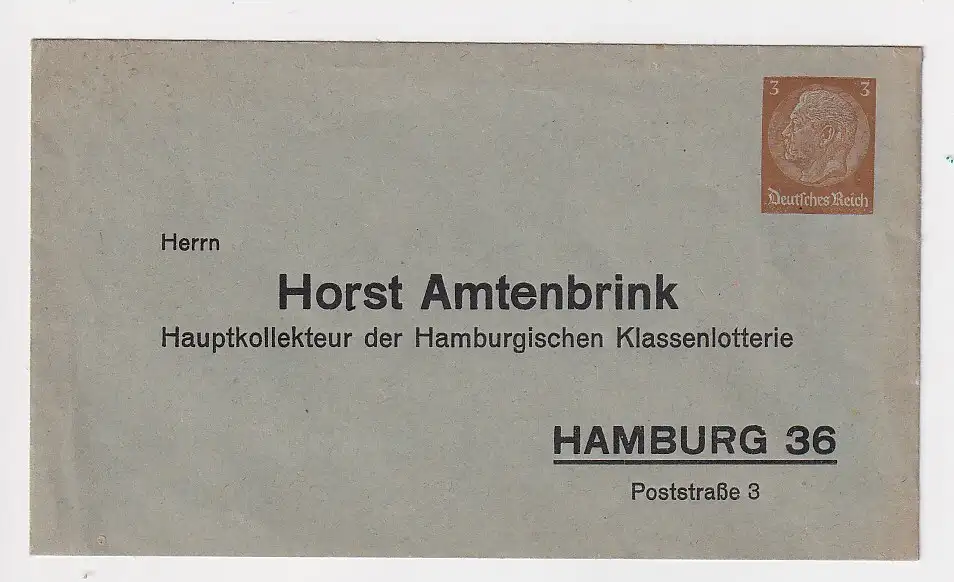 3 3
Deutsches Reich
Herrn
Horst Amtenbrink
Hauptkollekteur der Hamburgischen Klassenlotterie
HAMBURG 36
Poststraße 3